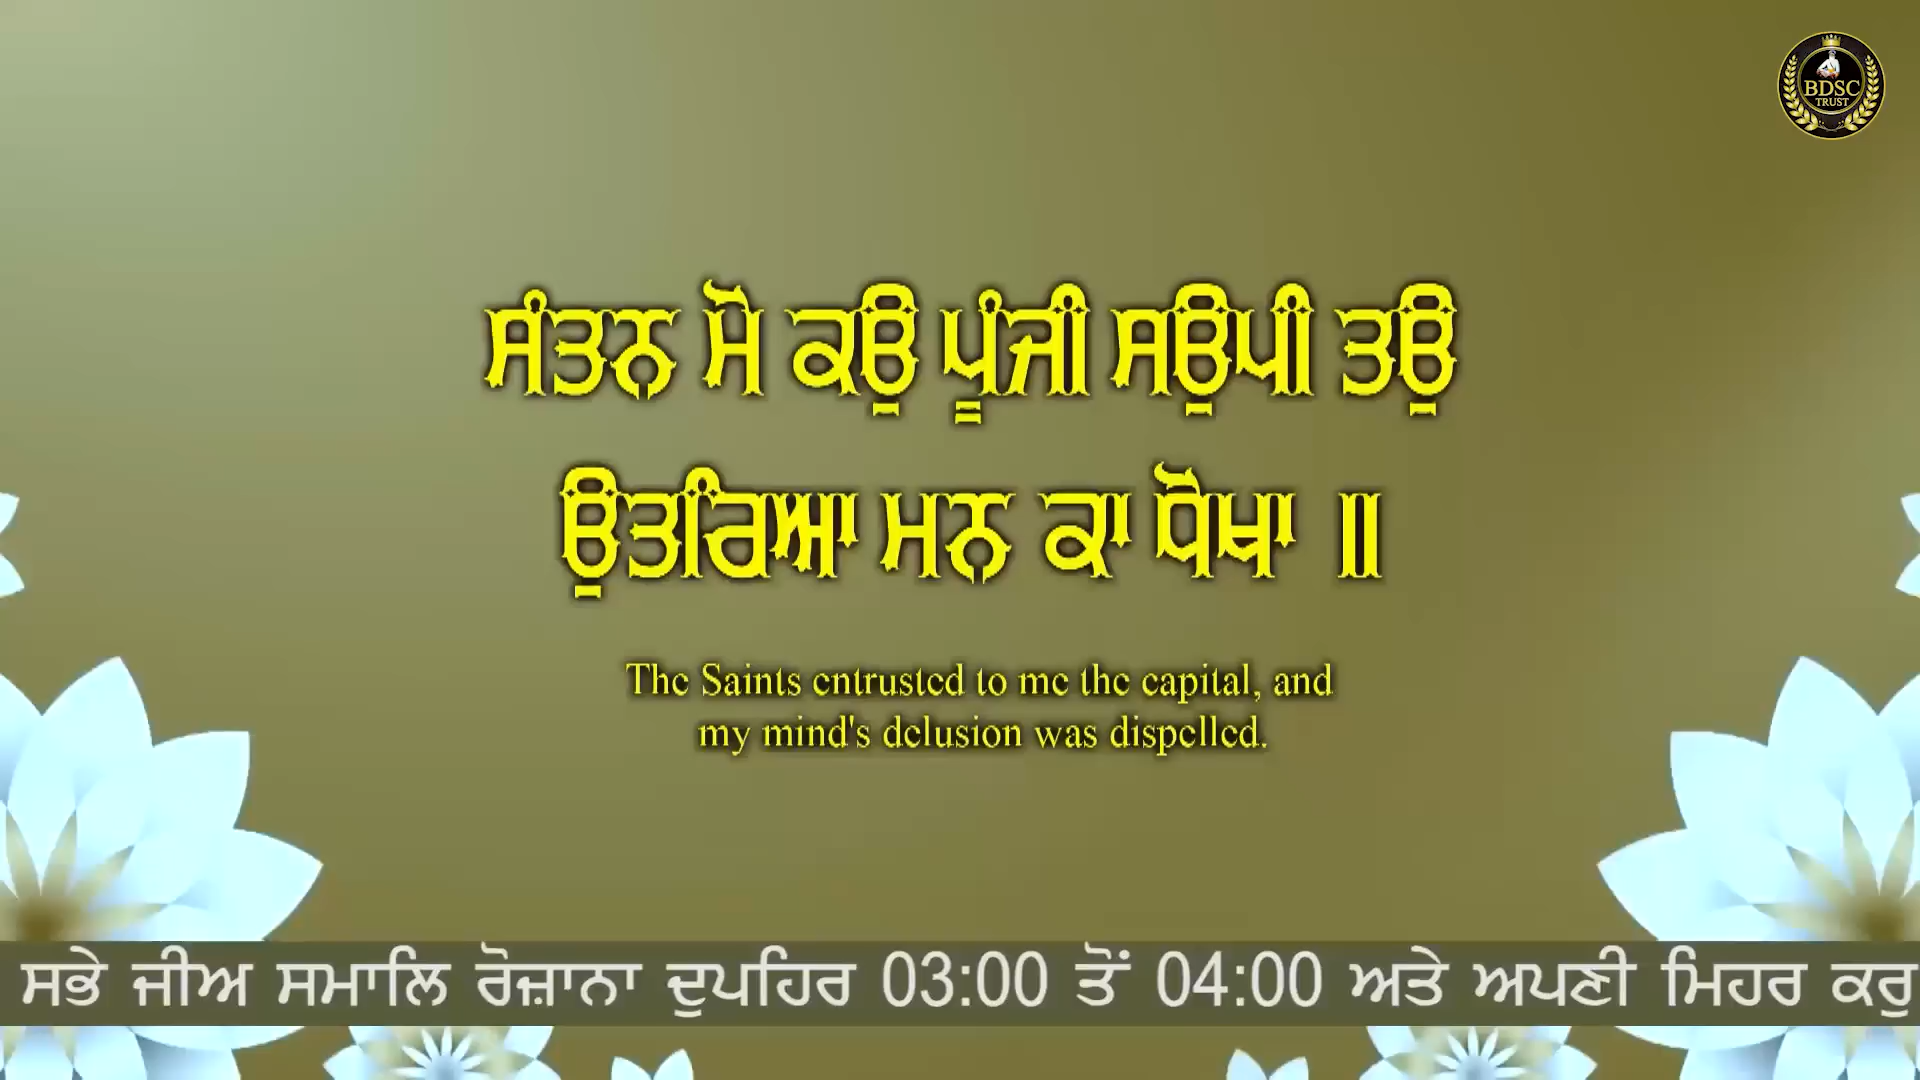 BDSC
TRUST
ਸੰਤਨ ਮੋ ਕਉ ਪੂੰਜੀ ਸਉਪੀ ਤਉ
ਉਤਰਿਆ ਮਨ ਕਾ ਧੋਖਾ ॥
The Saints entrusted to me the capital, and
my mind's delusion was dispelled.
ਸਭੇ ਜੀਅ ਸਮਾਲਿ ਰੋਜ਼ਾਨਾ ਦੁਪਹਿਰ 03:00 ਤੋਂ 04:00 ਅਤੇ ਅਪਣੀ ਮਿਹਰ ਕਰੁ